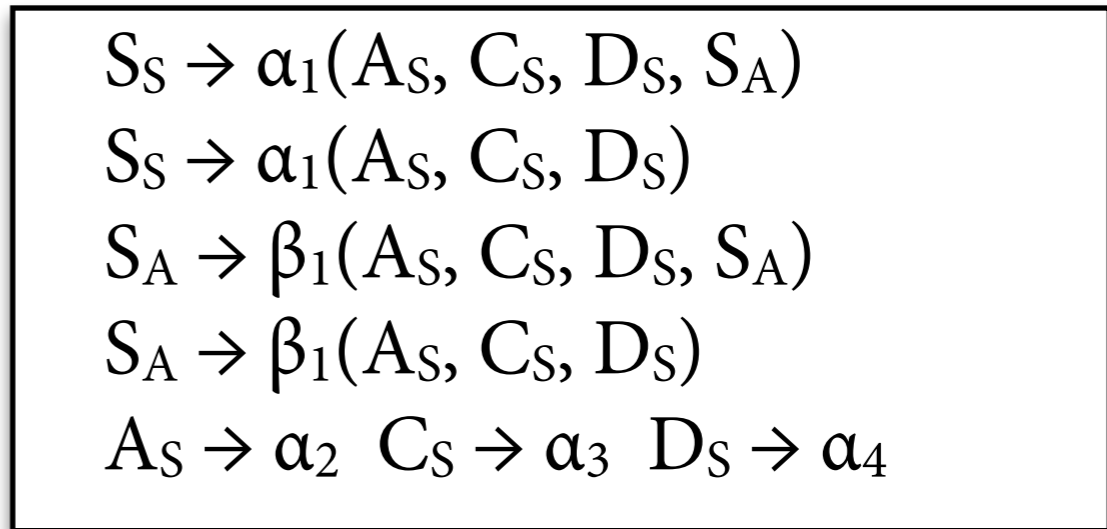 S_S → α₁(A_S, C_S, D_S, S_A)
S_S → α₁(A_S, C_S, D_S)
S_A → β₁(A_S, C_S, D_S, S_A)
S_A → β₁(A_S, C_S, D_S)
A_S → α₂ C_S → α₃ D_S → α₄